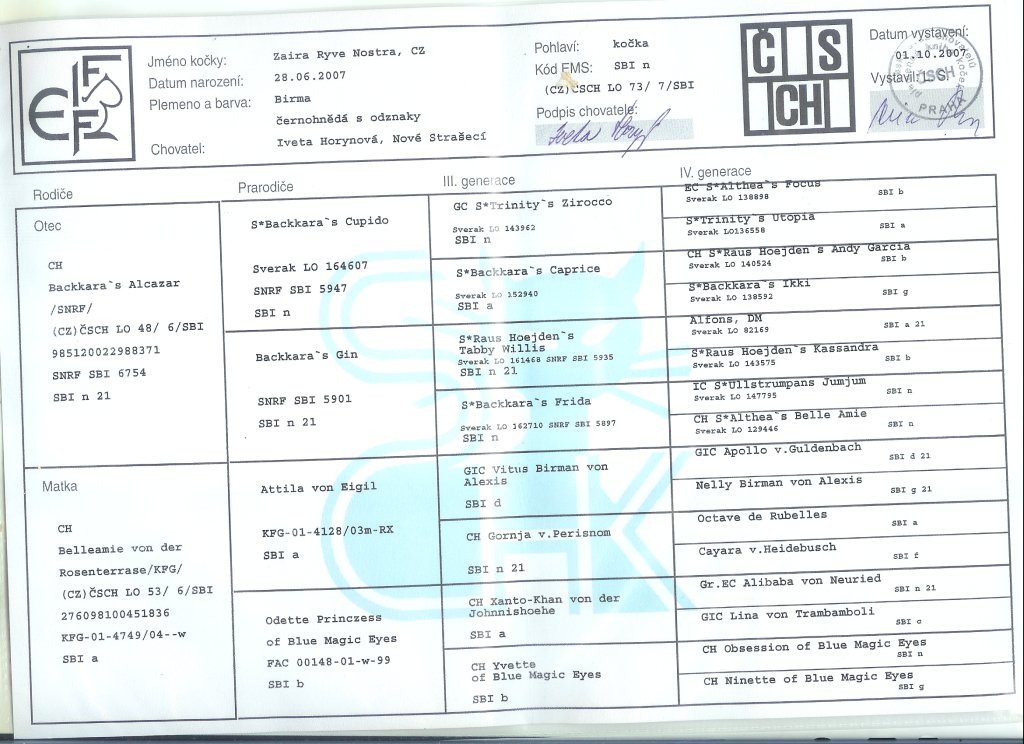 FIFe
Jméno kočky: Zaira Ryve Nostra, CZ
Datum narození: 28.06.2007
Plemeno a barva: Birma
černohnědá s odznaky
Chovatel: Iveta Horynová, Nové Strašecí
Pohlaví: kočka
Kód EMS: SBI n
(CZ)ČSCH LO 73/ 7/SBI
Podpis chovatele:
ČSCH
Datum vystavení:
01.10.2007
Vystavil: LS
ČSCH
PRAHA
Rodiče
Prarodiče
III. generace
IV. generace
Otec
CH
Backkara`s Alcazar
/SNRF/
(CZ)ČSCH LO 48/ 6/SBI
985120022988371
SNRF SBI 6754
SBI n 21
Matka
CH
Belleamie von der
Rosenterrase/KFG/
(CZ)ČSCH LO 53/ 6/SBI
276098100451836
KFG-01-4749/04--w
SBI a
S*Backkara`s Cupido
Sverak LO 164607
SNRF SBI 5947
SBI n
Backkara`s Gin
SNRF SBI 5901
SBI n 21
Attila von Eigil
KFG-01-4128/03m-RX
SBI a
Odette Princzess
of Blue Magic Eyes
FAC 00148-01-w-99
SBI b
GC S*Trinity`s Zirocco
Sverak LO 143962
SBI n
S*Backkara`s Caprice
Sverak LO 152940
SBI a
S*Raus Hoejden`s
Tabby Willis
Sverak LO 161468 SNRF SBI 5935
SBI n 21
S*Backkara`s Frida
Sverak LO 162710 SNRF SBI 5897
SBI n
GIC Vitus Birman von
Alexis
SBI d
CH Gornja v.Perisnom
SBI n 21
CH Xanto-Khan von der
Johnnishoehe
SBI a
CH Yvette
of Blue Magic Eyes
SBI b
EC S*Althea`s Focus
Sverak LO 138898
SBI b
S*Trinity`s Utopia
Sverak LO136558
SBI a
CH S*Raus Hoejden`s Andy Garcia
Sverak LO 140524
SBI b
S*Backkara`s Ikki
Sverak LO 138592
SBI g
Alfons, DM
Sverak LO 82169
SBI a 21
S*Raus Hoejden`s Kassandra
Sverak LO 143575
SBI b
IC S*Ullstrumpans Jumjum
Sverak LO 147795
SBI n
CH S*Althea`s Belle Amie
Sverak LO 129446
SBI n
GIC Apollo v.Guldenbach
SBI d 21
Nelly Birman von Alexis
SBI g 21
Octave de Rubelles
SBI a
Cayara v.Heidebusch
SBI f
Gr.EC Alibaba von Neuried
SBI n 21
GIC Lina von Trambamboli
SBI c
CH Obsession of Blue Magic Eyes
SBI n
CH Ninette of Blue Magic Eyes
SBI g